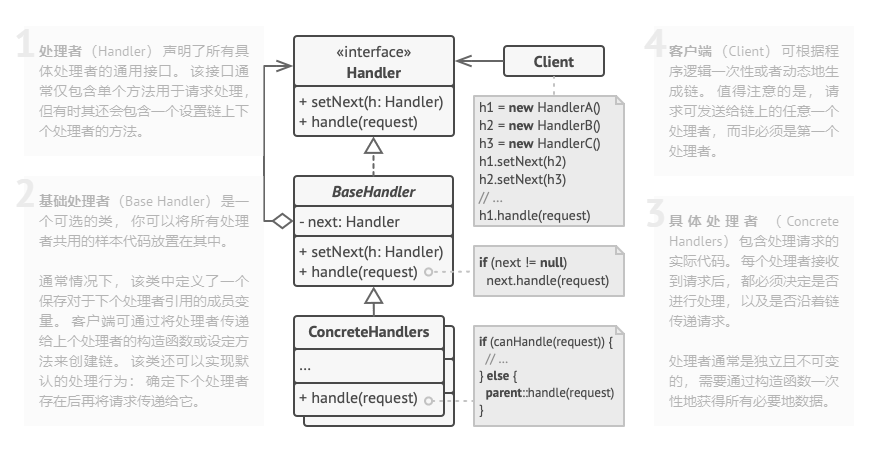 1
处理者 （Handler） 声明了所有具
体处理者的通用接口。 该接口通
常仅包含单个方法用于请求处理，
但有时其还会包含一个设置链上下
个处理者的方法。
2
基础处理者（Base Handler） 是一
个可选的类， 你可以将所有处理
者共用的样本代码放置在其中。
通常情况下， 该类中定义了一个
保存对于下个处理者引用的成员变
量。 客户端可通过将处理者传递
给上个处理者的构造函数或设定方
法来创建链。 该类还可以实现默
认的处理行为： 确定下个处理者
存在后再将请求传递给它。
«interface»
Handler
+ setNext(h: Handler)
+ handle(request)
BaseHandler
- next: Handler
+ setNext(h: Handler)
+ handle(request)
ConcreteHandlers
...
+ handle(request)
Client
h1 = new HandlerA()
h2 = new HandlerB()
h3 = new HandlerC()
h1.setNext(h2)
h2.setNext(h3)
// ...
h1.handle(request)
if (next != null)
next.handle(request)
if (canHandle(request)) {
// ...
} else {
parent::handle(request)
}
4
客户端 （Client） 可根据程
序逻辑一次性或者动态地生
成链。 值得注意的是， 请
求可发送给链上的任意一个
处理者， 而非必须是第一个
处理者。
3
具体处理者 （Concrete
Handlers） 包含处理请求的
实际代码。 每个处理者接收
到请求后， 都必须决定是否
进行处理， 以及是否沿着链
传递请求。
处理者通常是独立且不可变
的， 需要通过构造函数一次
性地获得所有必要地数据。